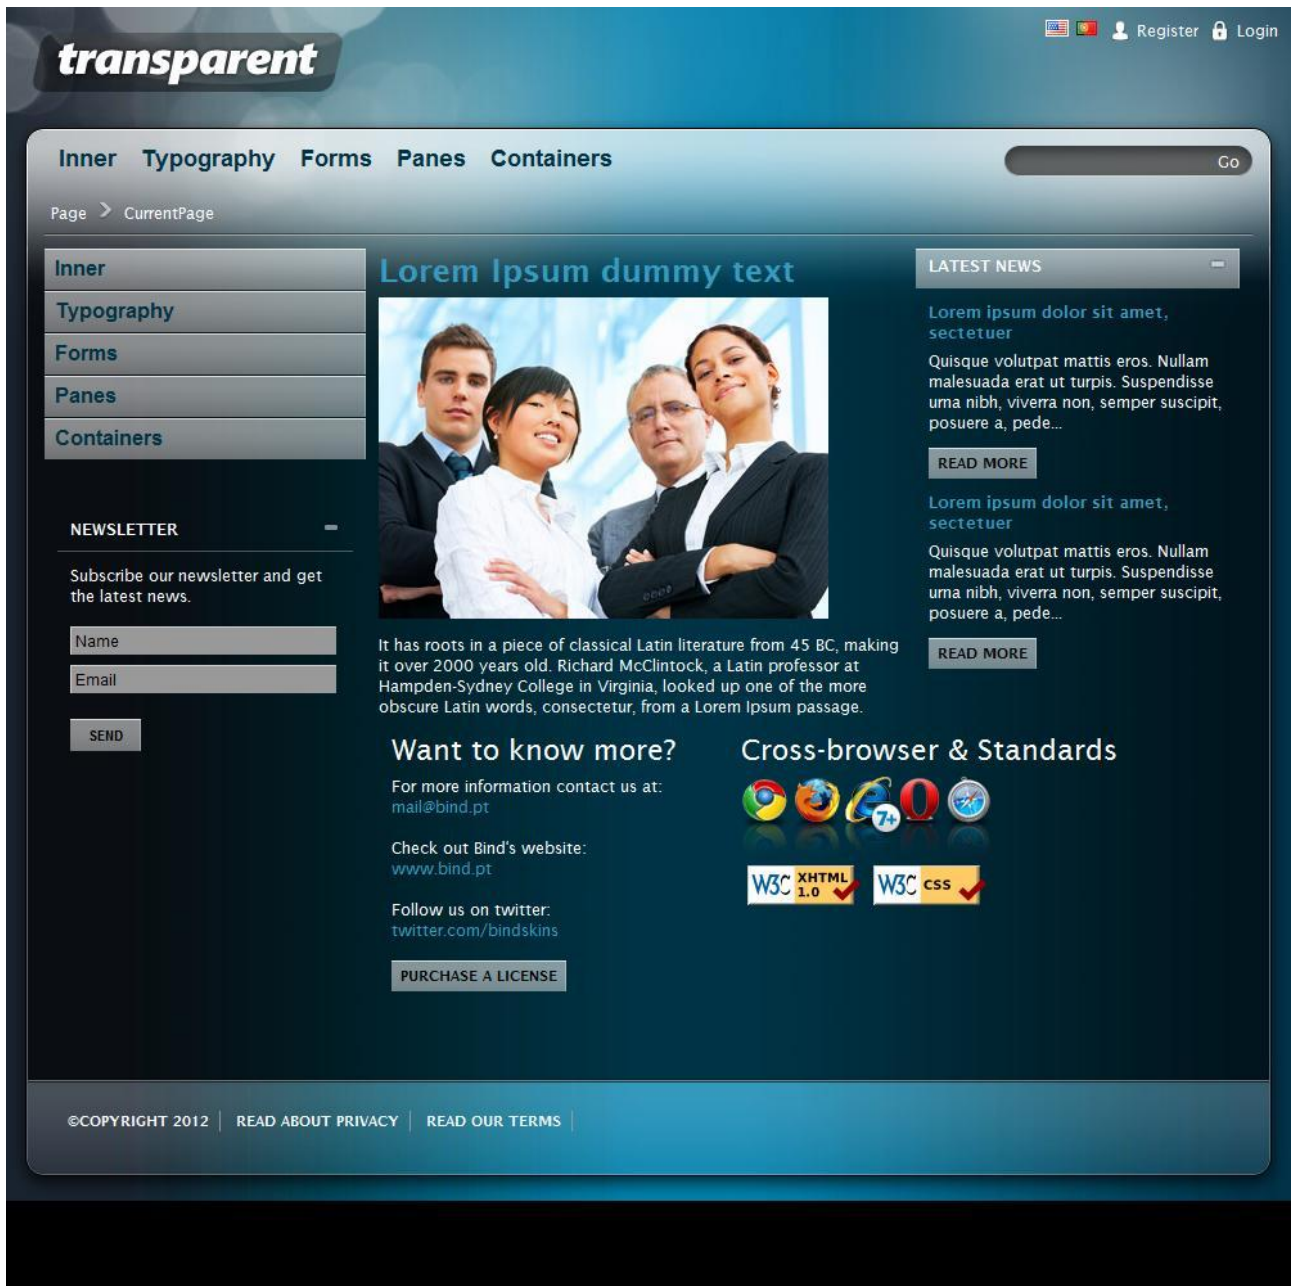 transparent
Register
Login
Inner Typography Forms Panes Containers
Go
Page
CurrentPage
Inner
Typography
Forms
Panes
Containers
NEWSLETTER
Subscribe our newsletter and get
the latest news.
Name
Email
SEND
Lorem Ipsum dummy text
It has roots in a piece of classical Latin literature from 45 BC, making
it over 2000 years old. Richard McClintock, a Latin professor at
Hampden-Sydney College in Virginia, looked up one of the more
obscure Latin words, consectetur, from a Lorem Ipsum passage.
LATEST NEWS
Lorem ipsum dolor sit amet,
sectetuer
Quisque volutpat mattis eros. Nullam
malesuada erat ut turpis. Suspendisse
urna nibh, viverra non, semper suscipit,
posuere a, pede...
READ MORE
Lorem ipsum dolor sit amet,
sectetuer
Quisque volutpat mattis eros. Nullam
malesuada erat ut turpis. Suspendisse
urna nibh, viverra non, semper suscipit,
posuere a, pede...
READ MORE
Want to know more?
For more information contact us at:
mail@bind.pt
Check out Bind's website:
www.bind.pt
Follow us on twitter:
twitter.com/bindskins
PURCHASE A LICENSE
Cross-browser & Standards
7+
W3C XHTML
1.0
W3C CSS
©COPYRIGHT 2012
READ ABOUT PRIVACY
READ OUR TERMS